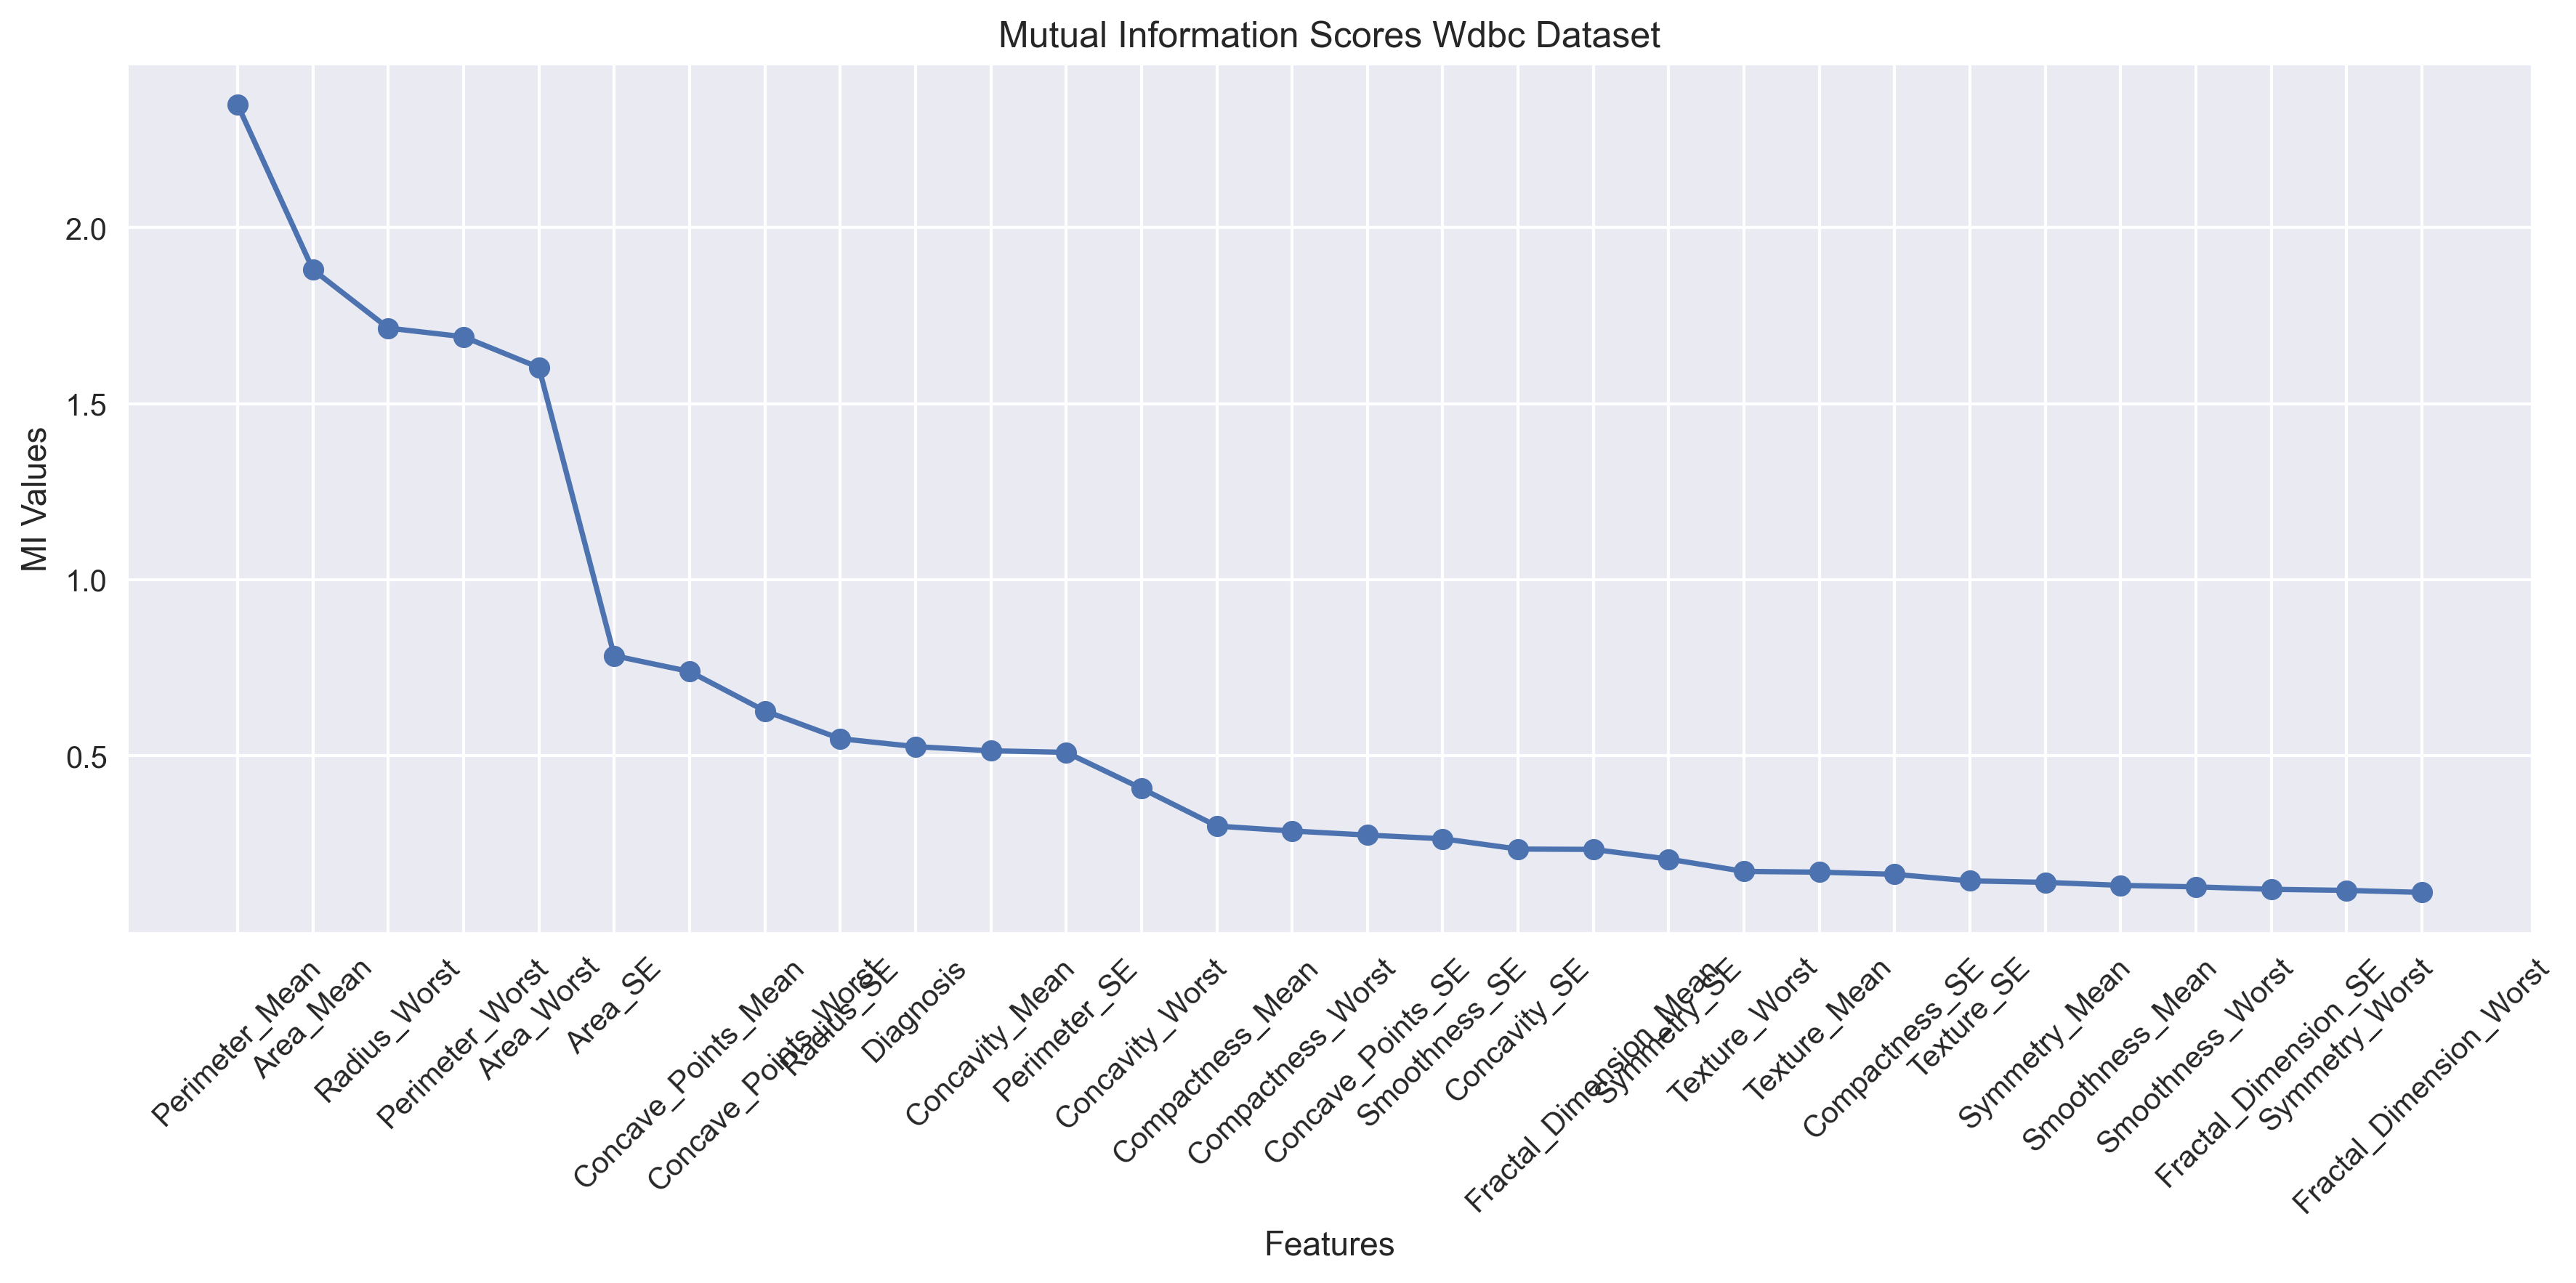 Mutual Information Scores Wdbc Dataset
MI Values
2.0
1.5
1.0
0.5
Perimeter_Mean
Area_Mean
Radius_Worst
Perimeter_Worst
Area_Worst
Area_SE
Concave_Points_Mean
Concave_Points_Worst
Radius_SE
Diagnosis
Concavity_Mean
Perimeter_SE
Concavity_Worst
Compactness_Mean
Compactness_Worst
Concave_Points_SE
Smoothness_SE
Concavity_SE
Fractal_Dimension_Mean
Symmetry_SE
Texture_Worst
Texture_Mean
Compactness_SE
Texture_SE
Symmetry_Mean
Smoothness_Mean
Smoothness_Worst
Fractal_Dimension_SE
Symmetry_Worst
Fractal_Dimension_Worst
Features